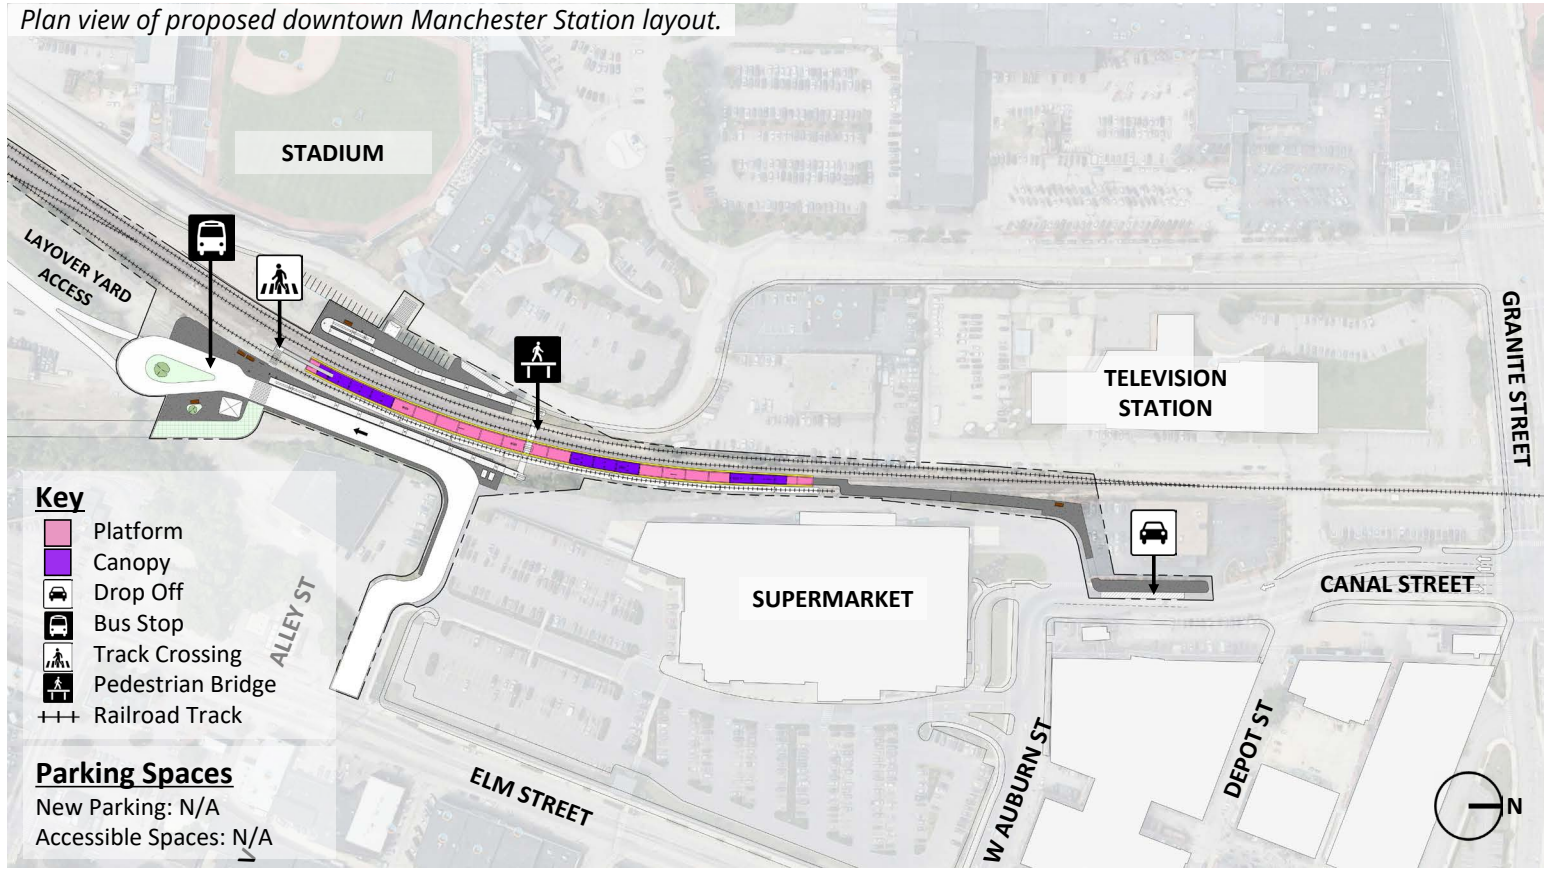 Plan view of proposed downtown Manchester Station layout.
STADIUM
LAYOVER YARD
ACCESS
GRANITE STREET
TELEVISION
STATION
SUPERMARKET
CANAL STREET
ALLEY ST
ELM STREET
W AUBURN ST
DEPOT ST
N
Key
Platform
Canopy
Drop Off
Bus Stop
Track Crossing
Pedestrian Bridge
Railroad Track
Parking Spaces
New Parking: N/A
Accessible Spaces: N/A